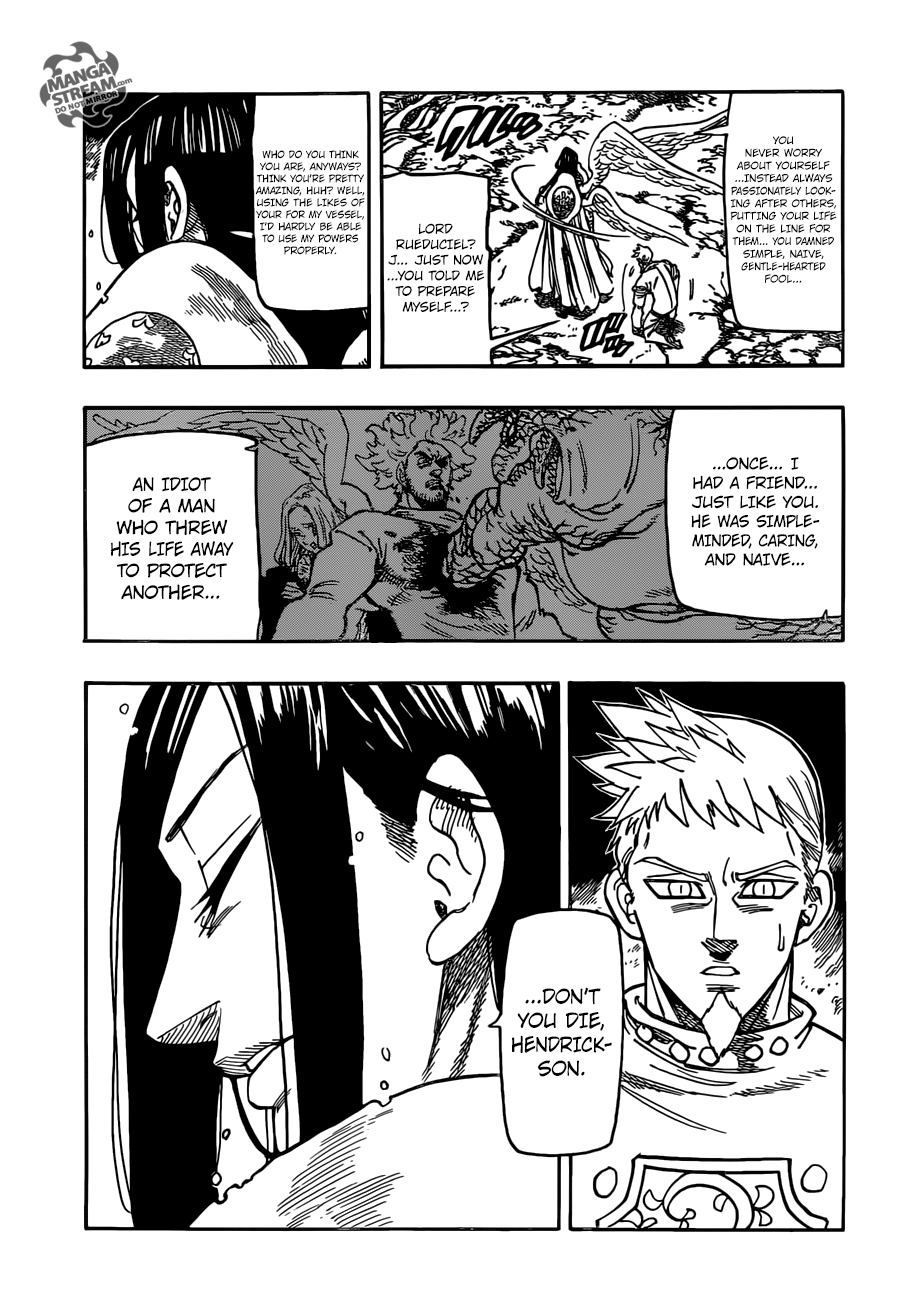 MANGA
STREAM.com
DO NOT MIRROR
YOU
NEVER WORRY
ABOUT YOURSELF
...INSTEAD ALWAYS
PASSIONATELY LOOK-
ING AFTER OTHERS,
PUTTING YOUR LIFE
ON THE LINE FOR
THEM... YOU DAMNED
SIMPLE, NAIVE,
GENTLE-HEARTED
FOOL...
LORD
RUEDUCIEL?
J... JUST NOW
...YOU TOLD ME
TO PREPARE
MYSELF...?
WHO DO YOU THINK
YOU ARE, ANYWAYS?
THINK YOU'RE PRETTY
AMAZING, HUH? WELL,
USING THE LIKES OF
YOUR FOR MY VESSEL,
I'D HARDLY BE ABLE
TO USE MY POWERS
PROPERLY.
...ONCE... I
HAD A FRIEND...
JUST LIKE YOU.
HE WAS SIMPLE-
MINDED, CARING,
AND NAIVE...
AN IDIOT
OF A MAN
WHO THREW
HIS LIFE AWAY
TO PROTECT
ANOTHER...
...DON'T
YOU DIE,
HENDRICK-
SON.